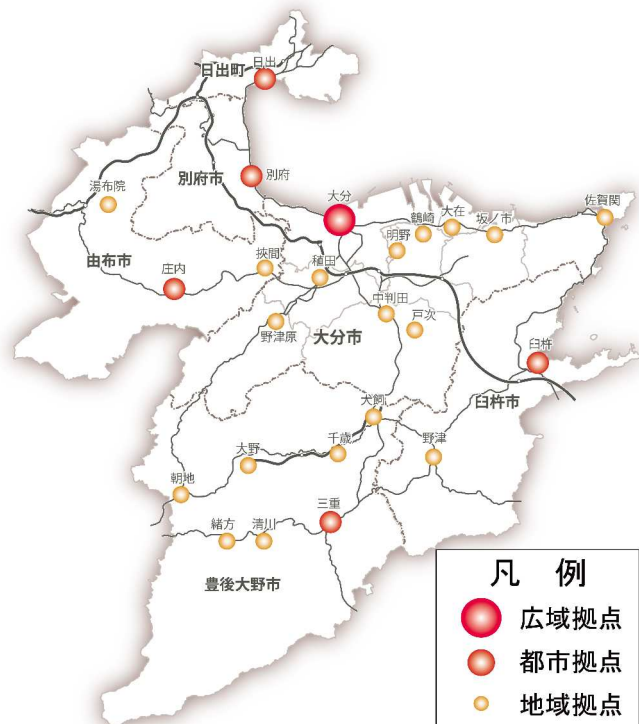 日出
日出町
別府
別府市
湯布院
大分
佐賀関
大在
鶴崎
坂ノ市
明野
由布市
挾間
稙田
庄内
中判田
戸次
野津原
大分市
臼杵
臼杵市
犬飼
千歳
野津
大野
朝地
三重
緒方
清川
豊後大野市
凡 例
広域拠点
都市拠点
地域拠点